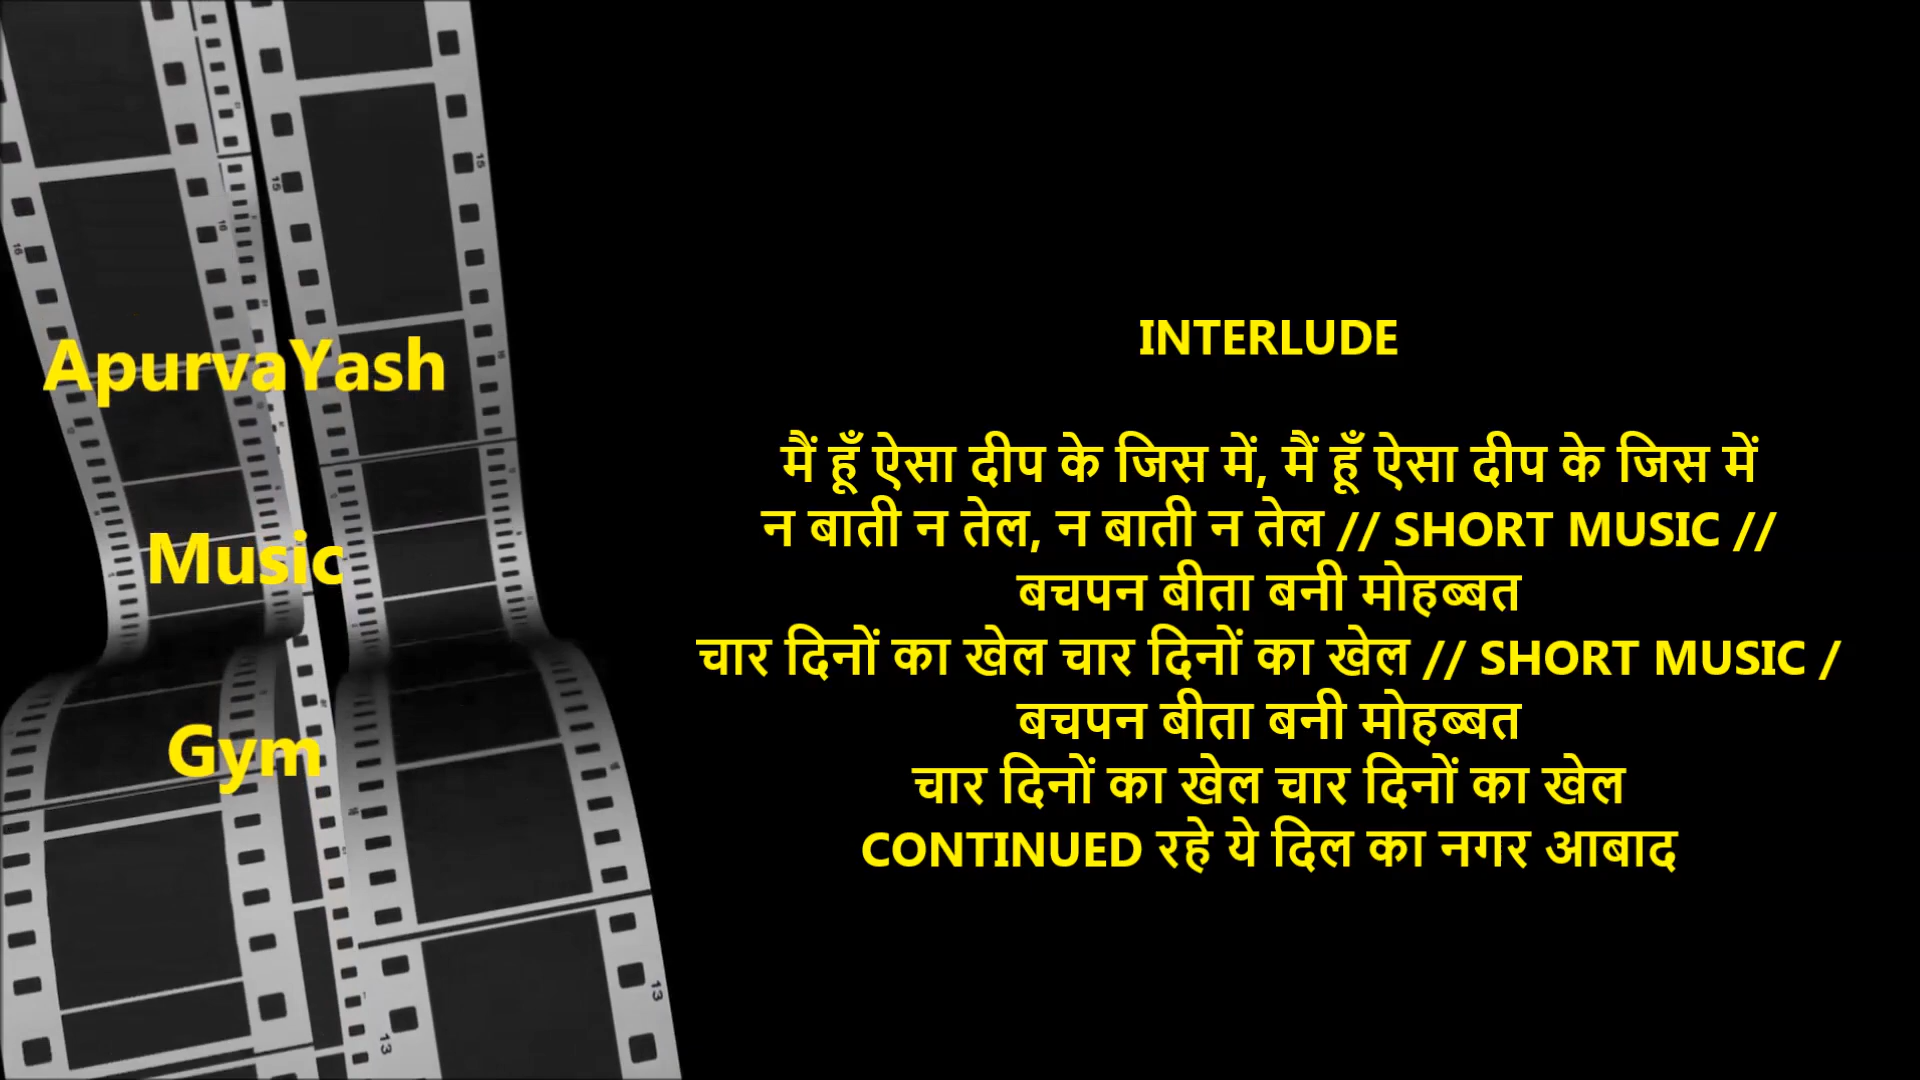 ApurvaYash
Music
Gym
INTERLUDE
मैं हूँ ऐसा दीप के जिस में, मैं हूँ ऐसा दीप के जिस में
न बाती न तेल, न बाती न तेल // SHORT MUSIC //
बचपन बीता बनी मोहब्बत
चार दिनों का खेल चार दिनों का खेल // SHORT MUSIC /
बचपन बीता बनी मोहब्बत
चार दिनों का खेल चार दिनों का खेल
CONTINUED रहे ये दिल का नगर आबाद